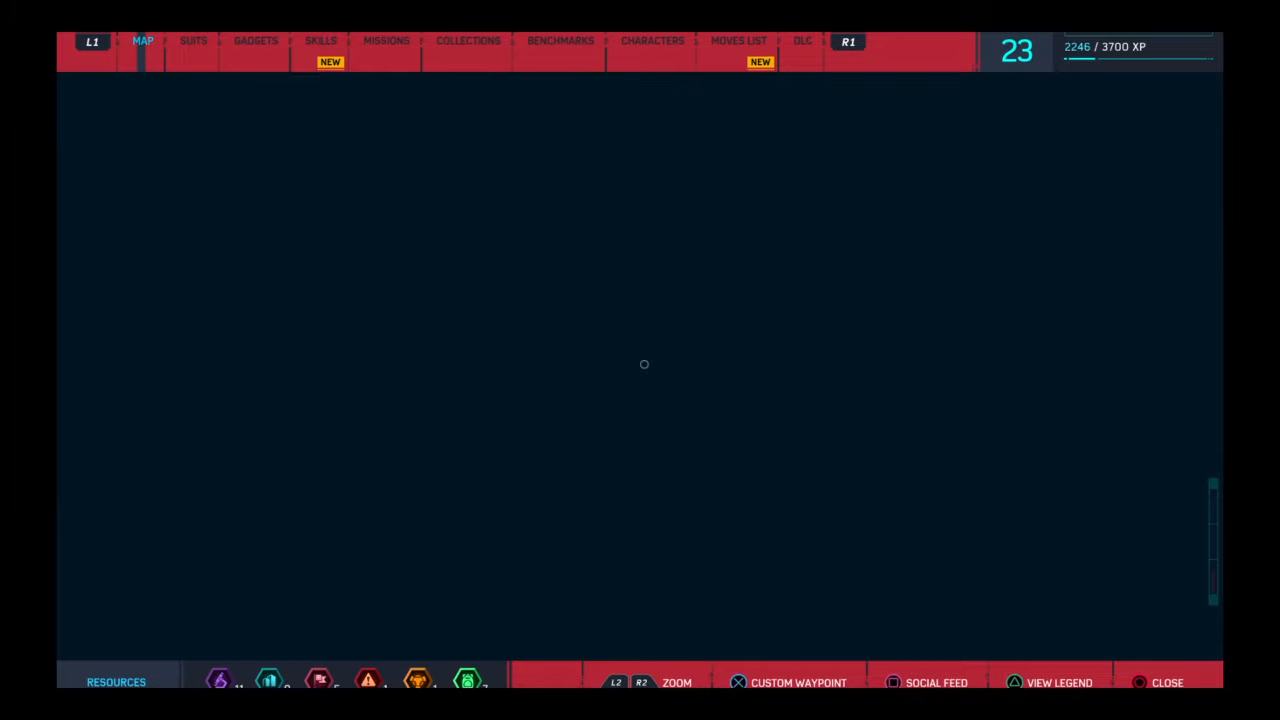 L1 MAP SUITS GADGETS SKILLS MISSIONS COLLECTIONS BENCHMARKS CHARACTERS MOVES LIST DLC R1
NEW NEW
23 2246 / 3700 XP
RESOURCES L2 R2 ZOOM CUSTOM WAYPOINT SOCIAL FEED VIEW LEGEND CLOSE